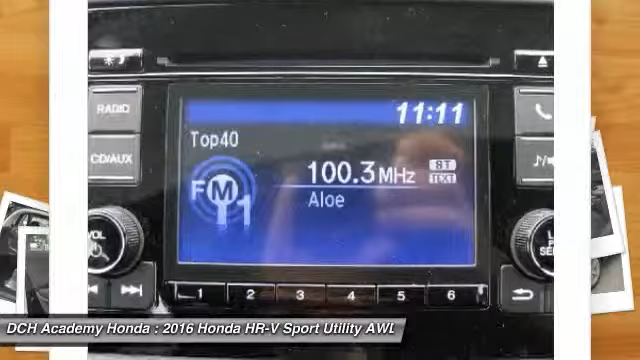 11:11
RADIO
Top40
100.3MHz
ST
TEXT
CD/AUX
FM1
Aloe
VOL
1 2 3 4 5 6
DCH Academy Honda : 2016 Honda HR-V Sport Utility AWL